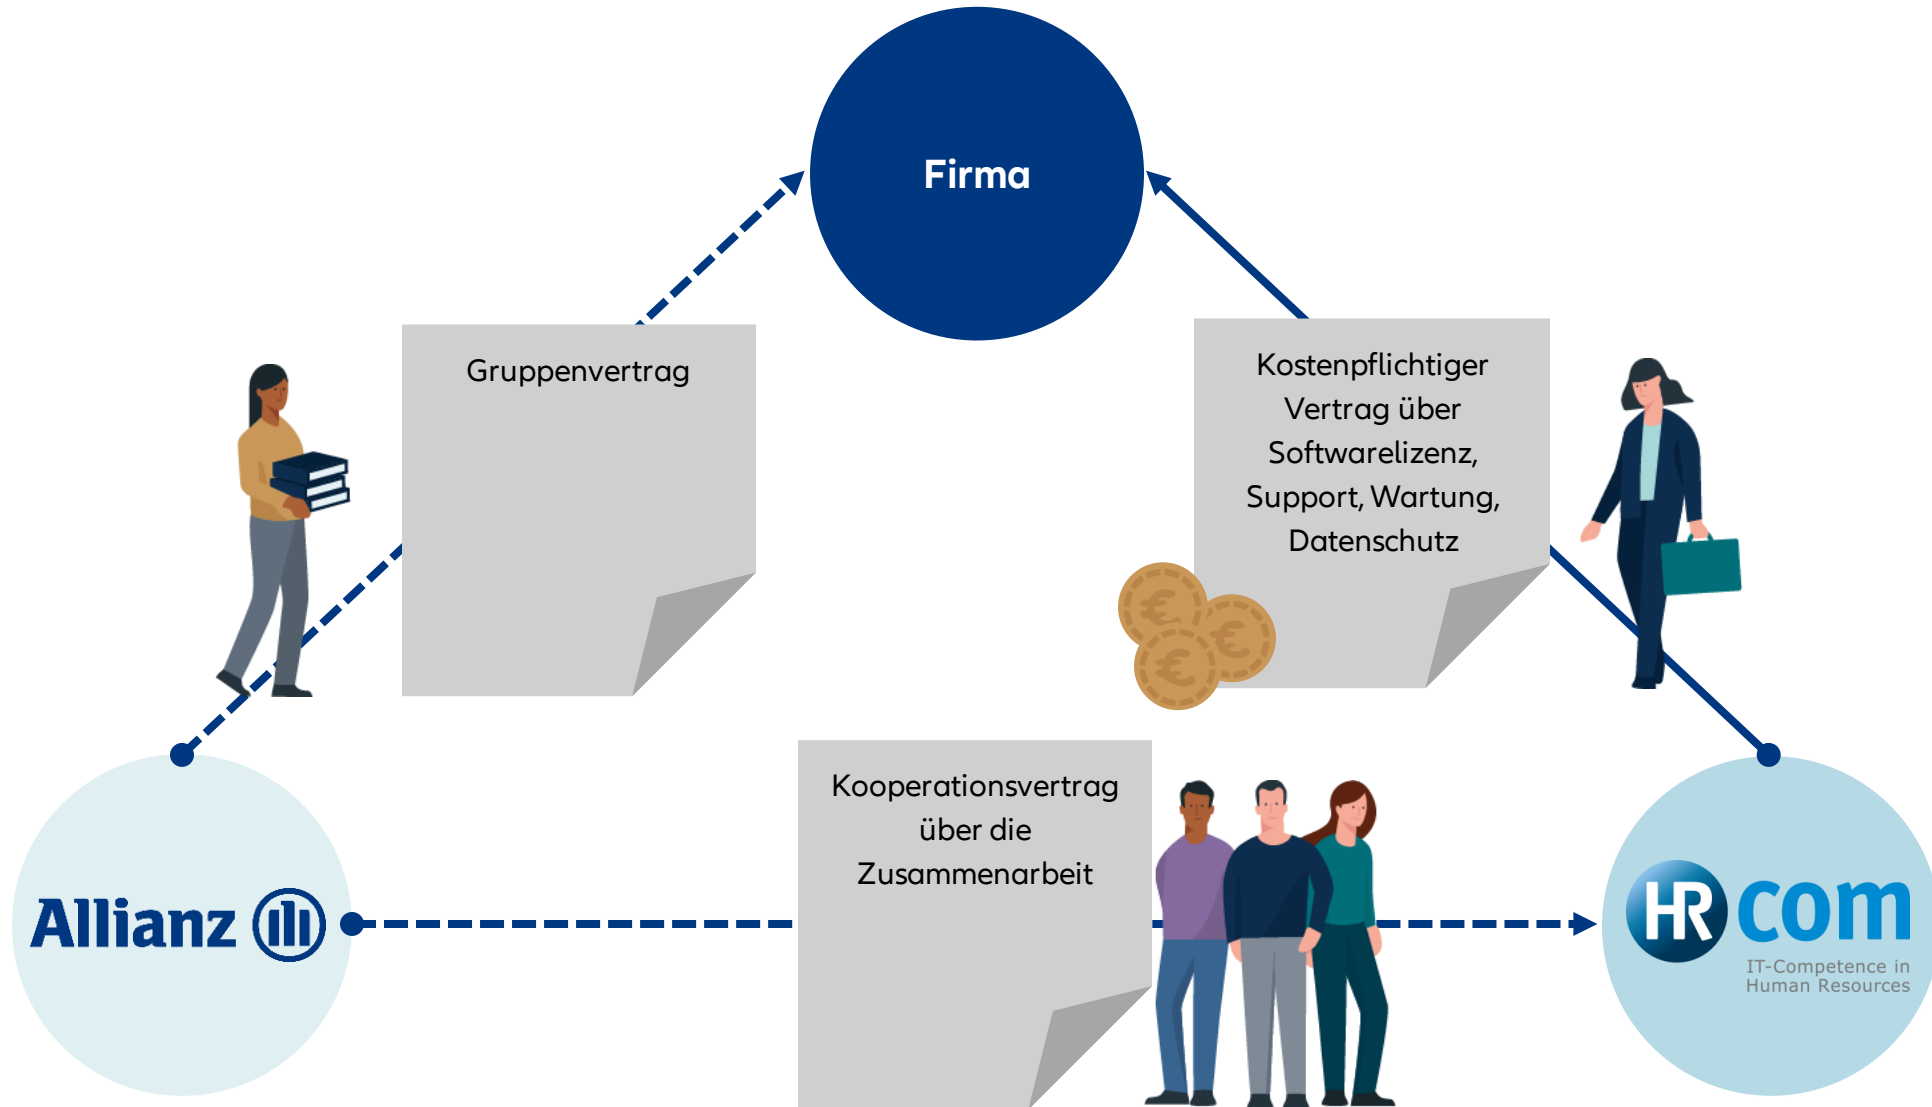 Firma
Gruppenvertrag
Kostenpflichtiger
Vertrag über
Softwarelizenz,
Support, Wartung,
Datenschutz
Kooperationsvertrag
über die
Zusammenarbeit
Allianz
HR com
IT-Competence in
Human Resources